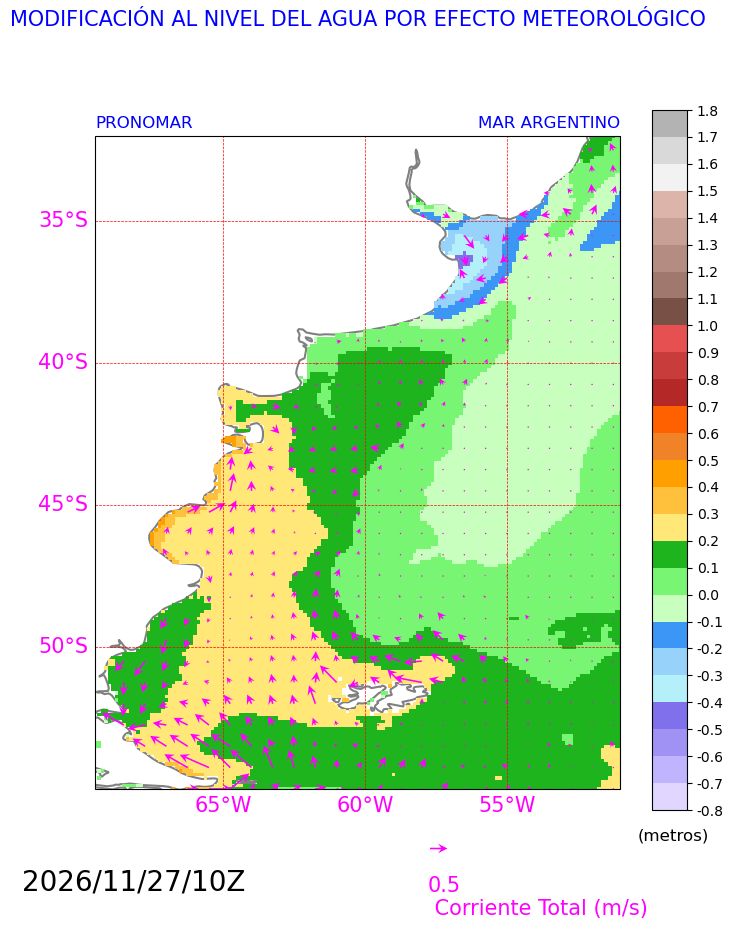 MODIFICACIÓN AL NIVEL DEL AGUA POR EFECTO METEOROLÓGICO
PRONOMAR
MAR ARGENTINO
35°S
40°S
45°S
50°S
65°W
60°W
55°W
1.8
1.7
1.6
1.5
1.4
1.3
1.2
1.1
1.0
0.9
0.8
0.7
0.6
0.5
0.4
0.3
0.2
0.1
0.0
-0.1
-0.2
-0.3
-0.4
-0.5
-0.6
-0.7
-0.8
(metros)
2026/11/27/10Z
0.5
Corriente Total (m/s)